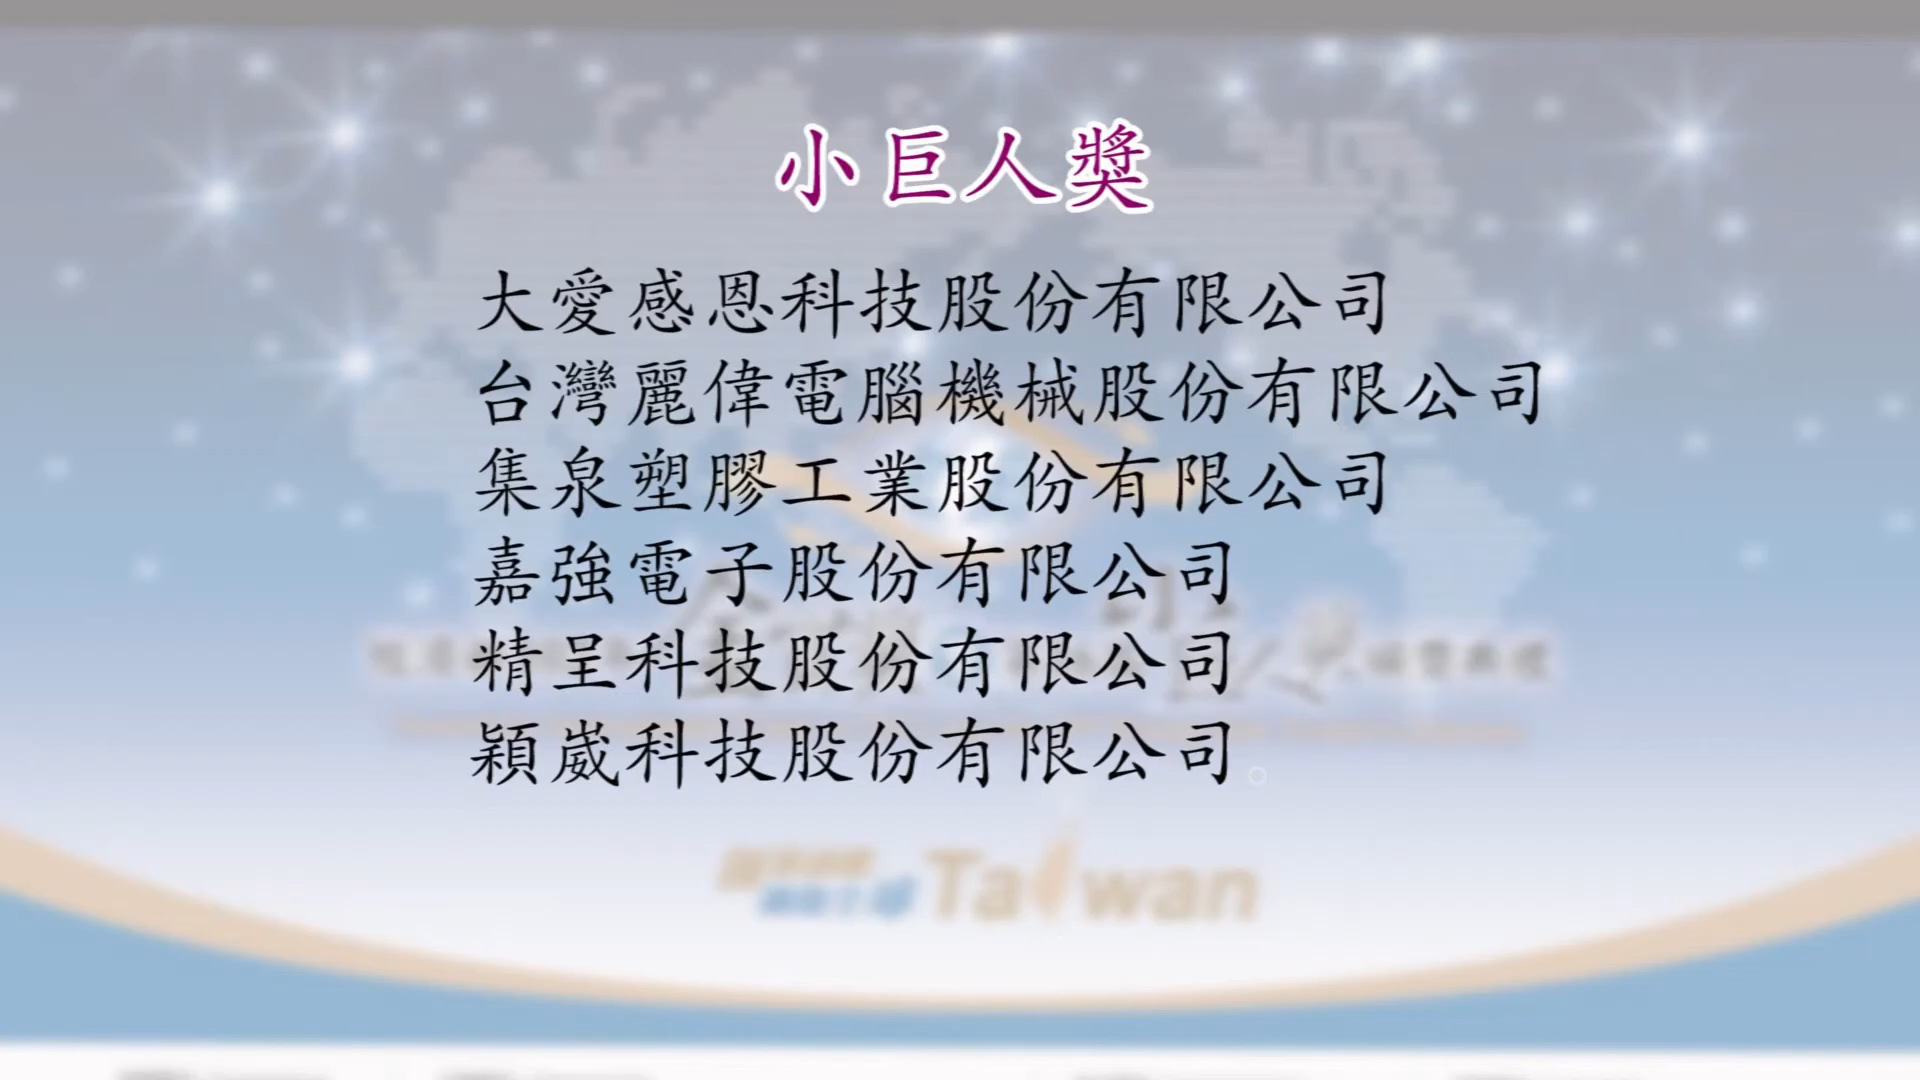 小巨人獎
大愛感恩科技股份有限公司
台灣麗偉電腦機械股份有限公司
集泉塑膠工業股份有限公司
嘉強電子股份有限公司
精呈科技股份有限公司
穎崴科技股份有限公司。
Taiwan